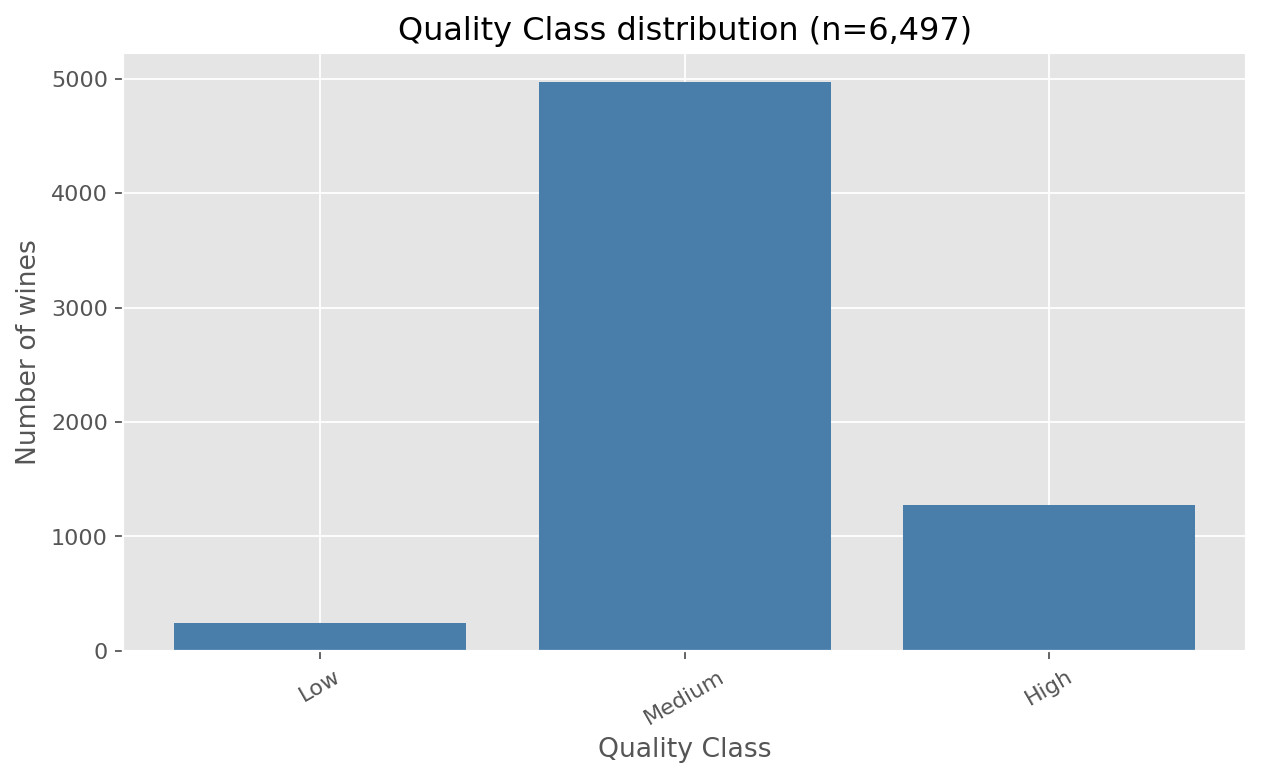 Quality Class distribution (n=6,497)
Number of wines
5000
4000
3000
2000
1000
0
Low
Medium
High
Quality Class